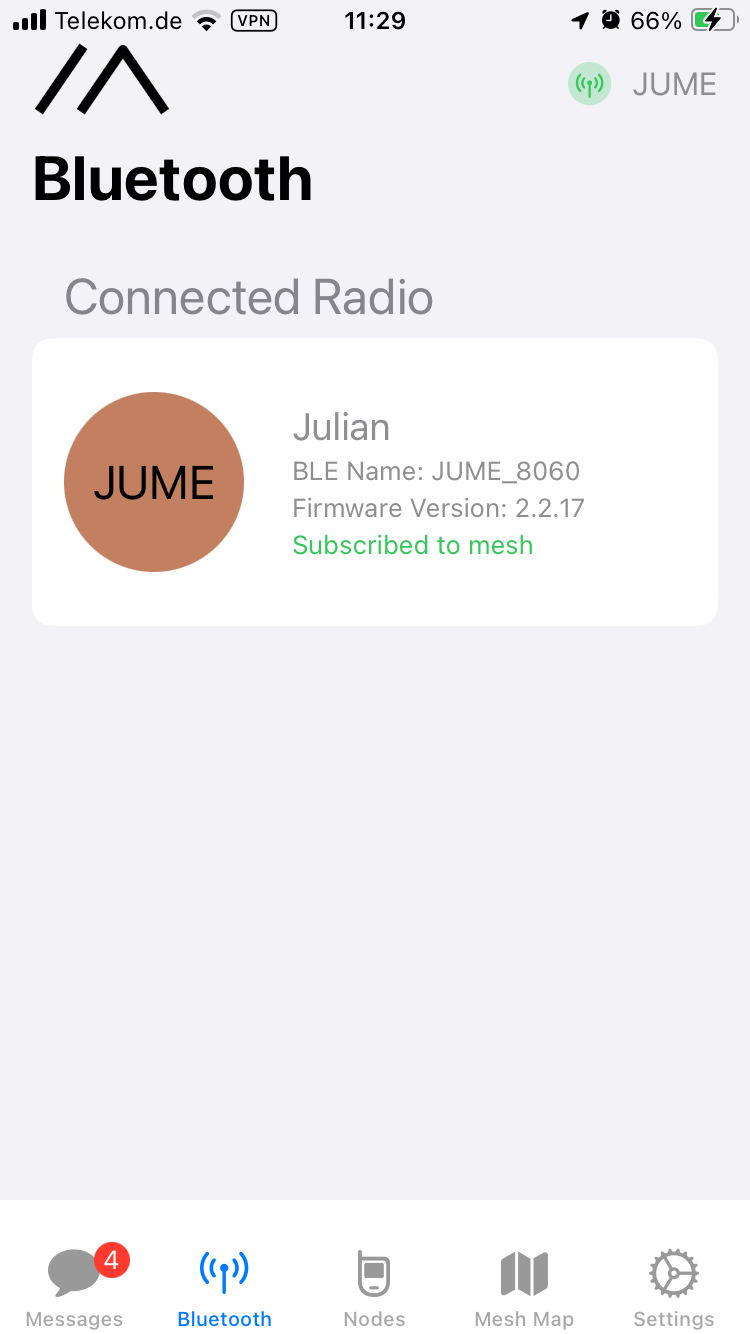 Telekom.de VPN 11:29 66%
JUME
Bluetooth
Connected Radio
JUME
Julian
BLE Name: JUME_8060
Firmware Version: 2.2.17
Subscribed to mesh
4
Messages Bluetooth Nodes Mesh Map Settings